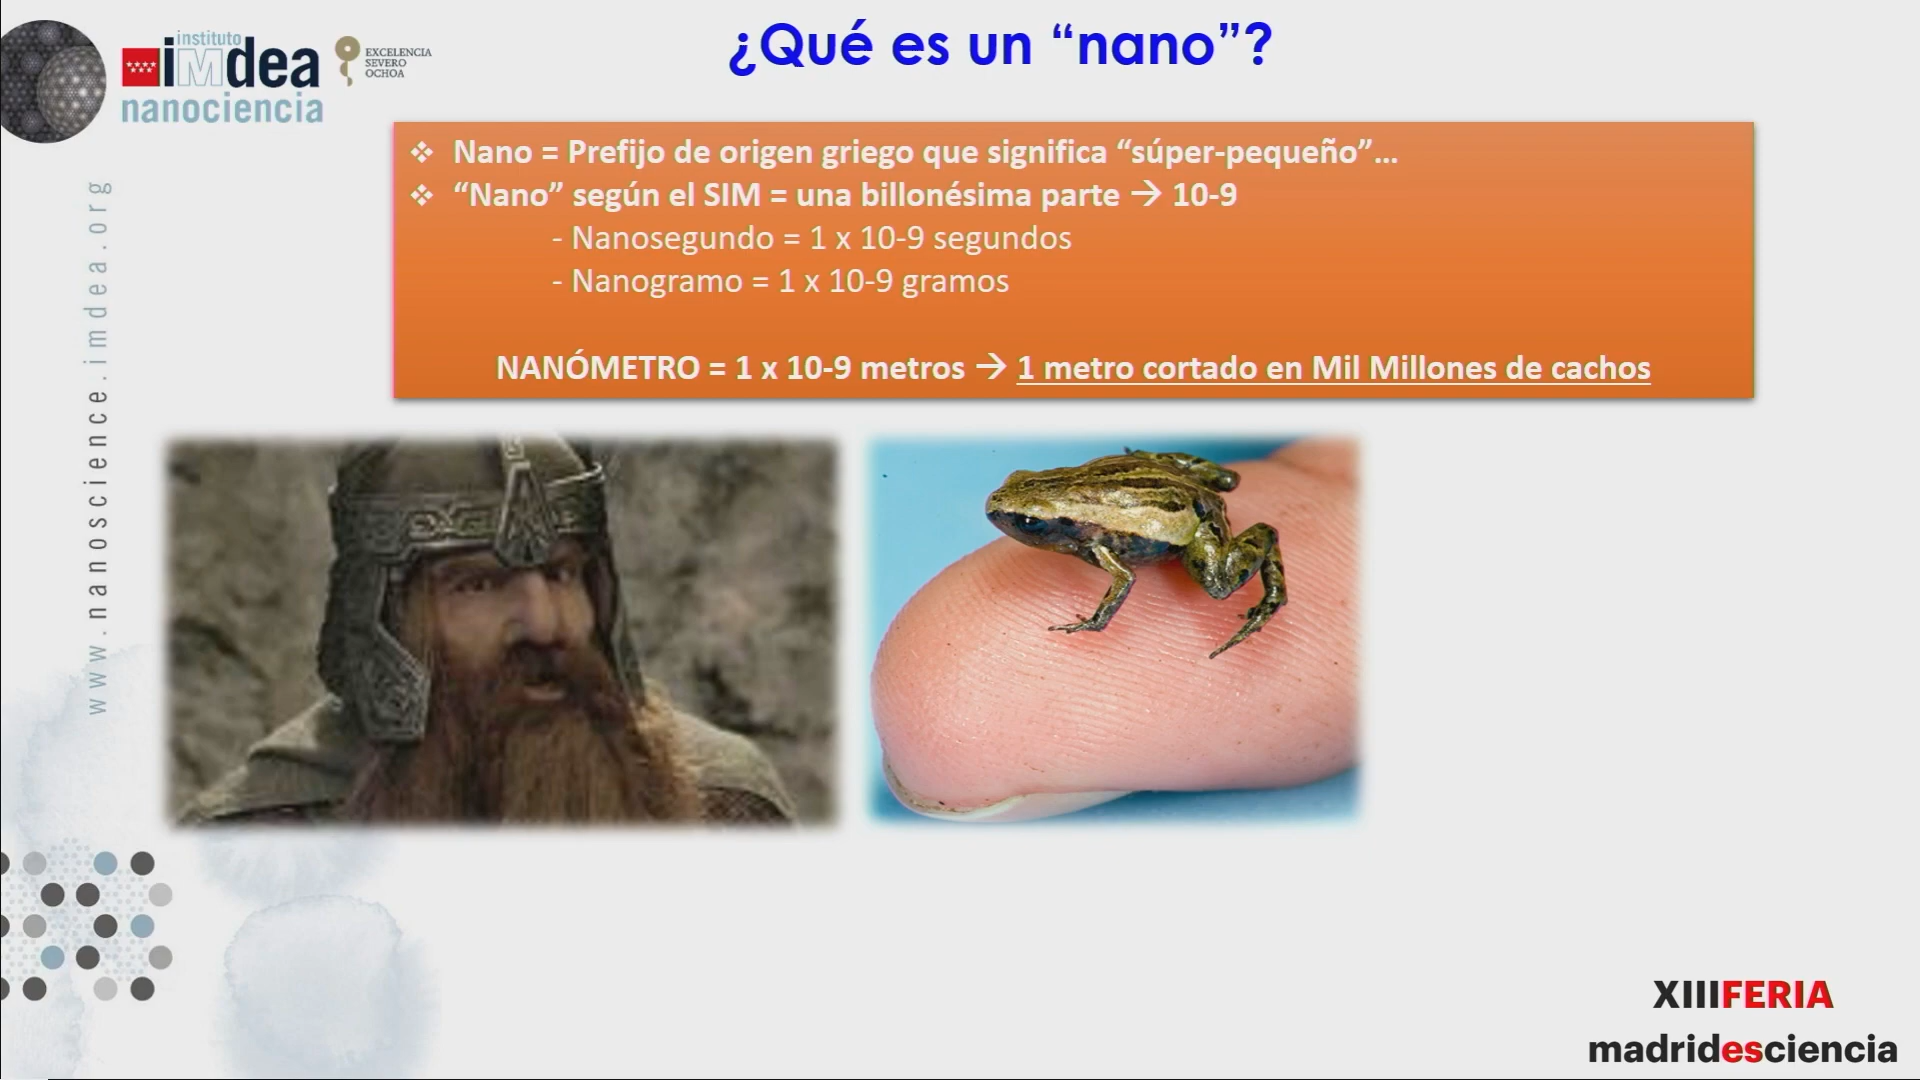 instituto
imdea
nanociencia
EXCELENCIA
SEVERO
OCHOA
¿Qué es un “nano”?
❖ Nano = Prefijo de origen griego que significa “súper-pequeño”...
❖ “Nano” según el SIM = una billonésima parte → 10-9
- Nanosegundo = 1 x 10-9 segundos
- Nanogramo = 1 x 10-9 gramos
NANÓMETRO = 1 x 10-9 metros → 1 metro cortado en Mil Millones de cachos
www.nanoscience.imdea.org
XIIIFERIA
madridesciencia